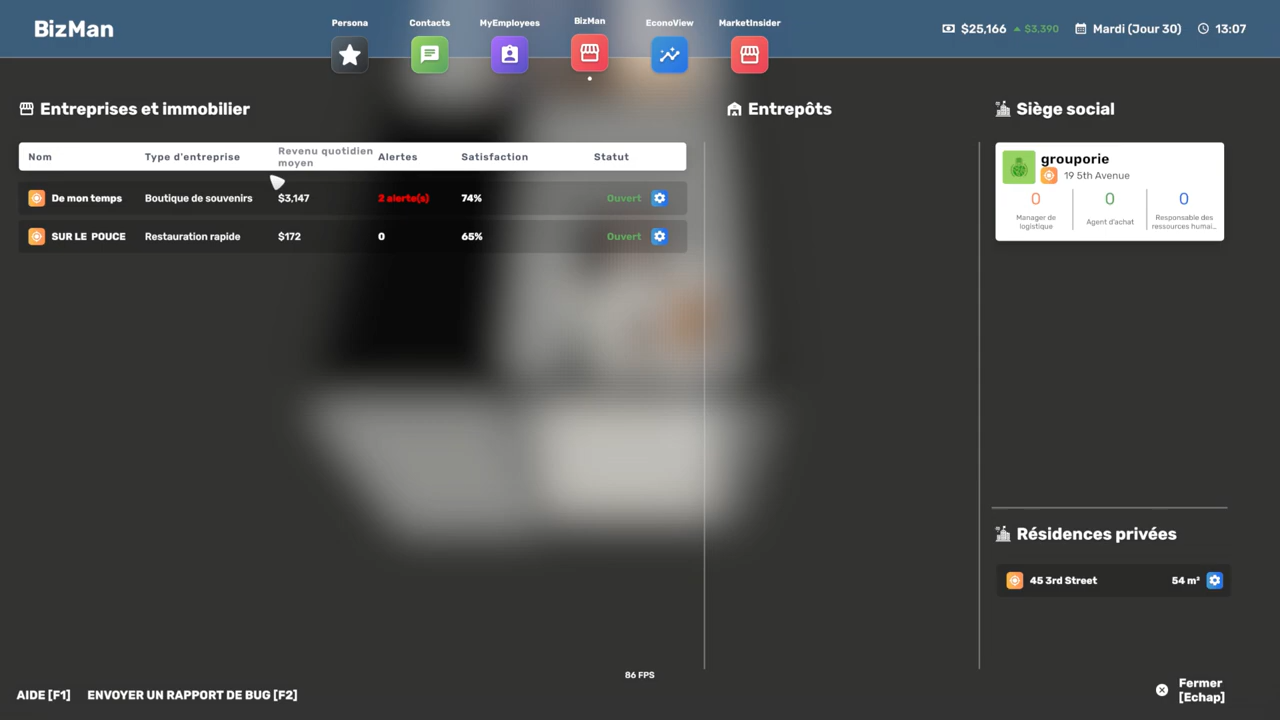 BizMan
Persona
Contacts
MyEmployees
BizMan
EconoView
MarketInsider
$25,166 $3,390 Mardi (Jour 30) 13:07
Entreprises et immobilier
Nom Type d'entreprise Revenu quotidien moyen Alertes Satisfaction Statut
De mon temps Boutique de souvenirs $3,147 2 alerte(s) 74% Ouvert
SUR LE POUCE Restauration rapide $172 0 65% Ouvert
Entrepôts
Siège social
grouporie
19 5th Avenue
0 0 0
Manager de logistique
Agent d'achat
Responsable des ressources humai...
Résidences privées
45 3rd Street 54 m²
86 FPS
AIDE [F1] ENVOYER UN RAPPORT DE BUG [F2]
Fermer
[Echap]